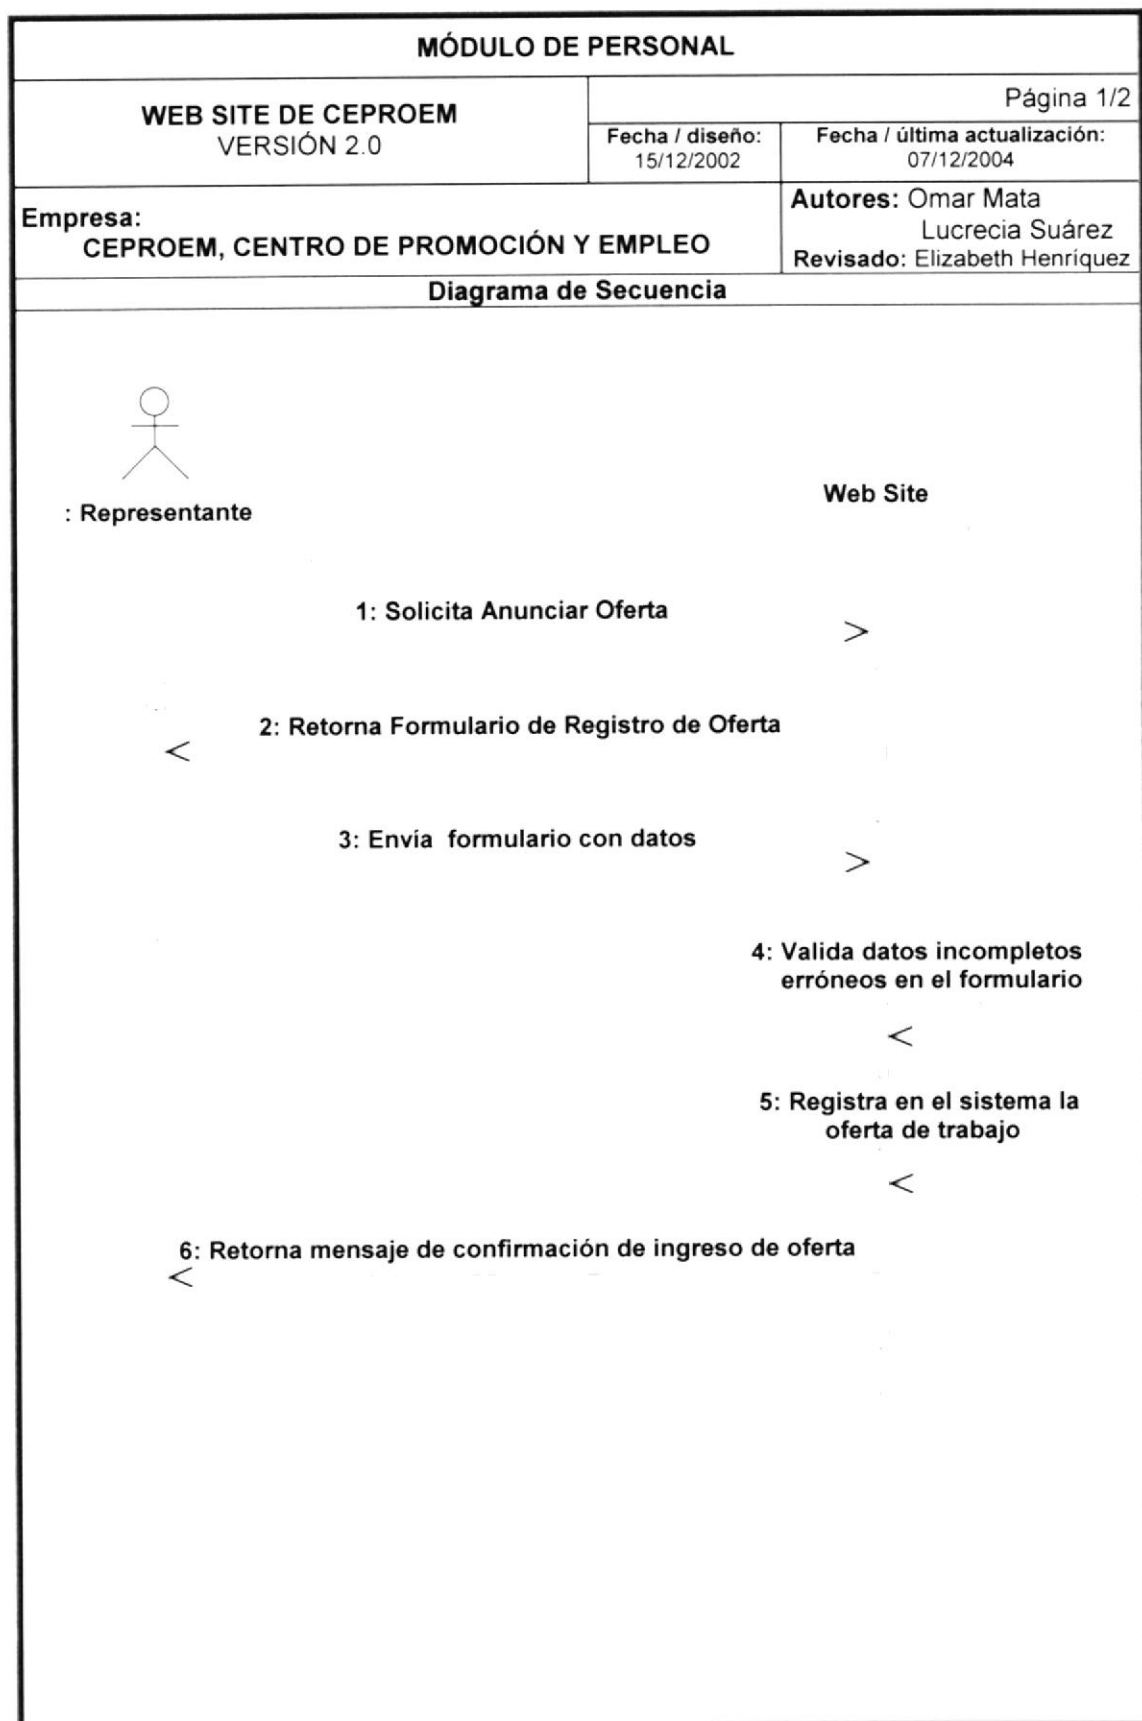 MÓDULO DE PERSONAL
WEB SITE DE CEPROEM
VERSIÓN 2.0
Página 1/2
Fecha / diseño:
15/12/2002
Fecha / última actualización:
07/12/2004
Empresa:
CEPROEM, CENTRO DE PROMOCIÓN Y EMPLEO
Autores: Omar Mata
Lucrecia Suárez
Revisado: Elizabeth Henríquez
Diagrama de Secuencia
: Representante
Web Site
1: Solicita Anunciar Oferta
2: Retorna Formulario de Registro de Oferta
3: Envía formulario con datos
4: Valida datos incompletos
erróneos en el formulario
5: Registra en el sistema la
oferta de trabajo
6: Retorna mensaje de confirmación de ingreso de oferta